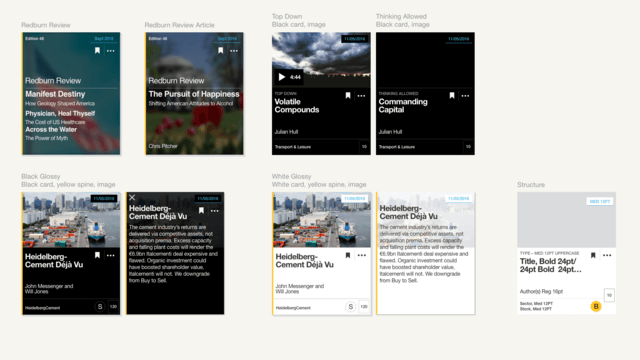 Redburn Review
Edition 48
Sept 2016
Redburn Review
Manifest Destiny
How Geology Shaped America
Physician, Heal Thyself
The Cost of US Healthcare
Across the Water
The Power of Myth
Redburn Review Article
Edition 48
Sept 2016
The Pursuit of Happiness
Shifting American Attitudes to Alcohol
Chris Pitcher
Top Down
Black card, image
11/05/2016
4:44
TOP DOWN
Volatile
Compounds
Julian Hull
Transport & Leisure
10
Thinking Allowed
Black card, image
11/05/2016
THINKING ALLOWED
Commanding
Capital
Julian Hull
Transport & Leisure
10
Black Glossy
Black card, yellow spine, image
11/05/2016
Heidelberg-
Cement Déjà Vu
John Messenger and
Will Jones
HeidelbergCement
S
120
11/05/2016
Heidelberg-
Cement Déjà Vu
The cement industry's returns are
delivered via competitive assets, not
acquisition premia. Excess capacity
and falling plant costs will render the
€6.9bn Italcementi deal expensive and
flawed. Organic investment could
have boosted shareholder value,
Italcementi will not. We downgrade
from Buy to Sell.
White Glossy
White card, yellow spine, image
11/05/2016
Heidelberg-
Cement Déjà Vu
John Messenger and
Will Jones
HeidelbergCement
S
120
11/05/2016
Heidelberg-
Cement Déjà Vu
The cement industry's returns are
delivered via competitive assets, not
acquisition premia. Excess capacity
and falling plant costs will render the
€6.9bn Italcementi deal expensive and
flawed. Organic investment could
have boosted shareholder value,
Italcementi will not. We downgrade
from Buy to Sell.
Structure
MED 12PT
TYPE – MED 12PT UPPERCASE
Title, Bold 24pt/
24pt Bold 24pt...
Author(s) Reg 16pt
10
Sector, Med 12PT
Stock, Med 12PT
B